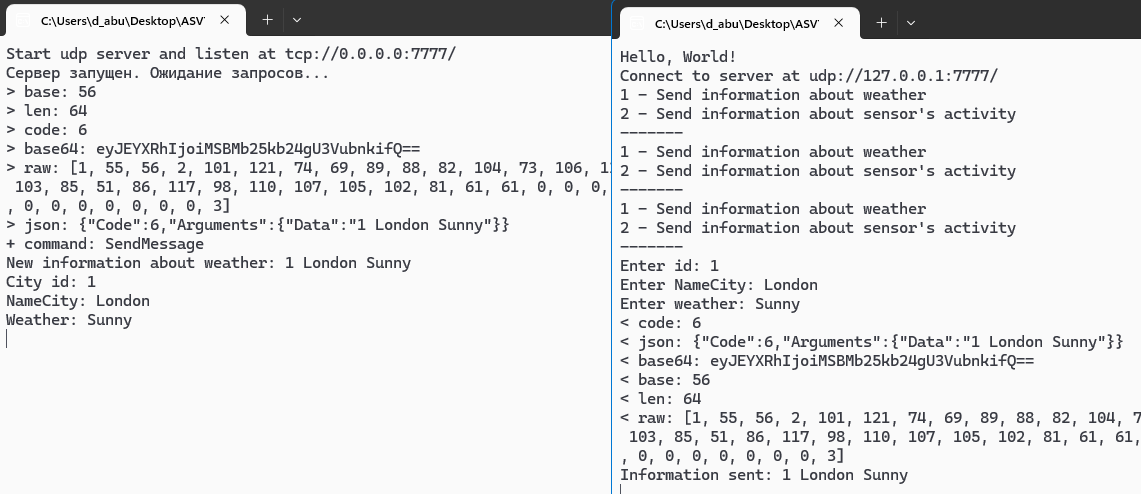 C:\Users\d_abu\Desktop\ASV
Start udp server and listen at tcp://0.0.0.0:7777/
Сервер запущен. Ожидание запросов...
> base: 56
> len: 64
> code: 6
> base64: eyJEYXRhIjoiMSBMb25kb24gU3VubnkifQ==
> raw: [1, 55, 56, 2, 101, 121, 74, 69, 89, 88, 82, 104, 73, 106,
103, 85, 51, 86, 117, 98, 110, 107, 105, 102, 81, 61, 61, 0, 0, 0,
, 0, 0, 0, 0, 0, 0, 0, 3]
> json: {"Code":6,"Arguments":{"Data":"1 London Sunny"}}
+ command: SendMessage
New information about weather: 1 London Sunny
City id: 1
NameCity: London
Weather: Sunny
C:\Users\d_abu\Desktop\ASV
Hello, World!
Connect to server at udp://127.0.0.1:7777/
1 - Send information about weather
2 - Send information about sensor's activity
-------
1 - Send information about weather
2 - Send information about sensor's activity
-------
1 - Send information about weather
2 - Send information about sensor's activity
-------
Enter id: 1
Enter NameCity: London
Enter weather: Sunny
< code: 6
< json: {"Code":6,"Arguments":{"Data":"1 London Sunny"}}
< base64: eyJEYXRhIjoiMSBMb25kb24gU3VubnkifQ==
< base: 56
< len: 64
< raw: [1, 55, 56, 2, 101, 121, 74, 69, 89, 88, 82, 104, 7
103, 85, 51, 86, 117, 98, 110, 107, 105, 102, 81, 61, 61,
, 0, 0, 0, 0, 0, 0, 0, 3]
Information sent: 1 London Sunny